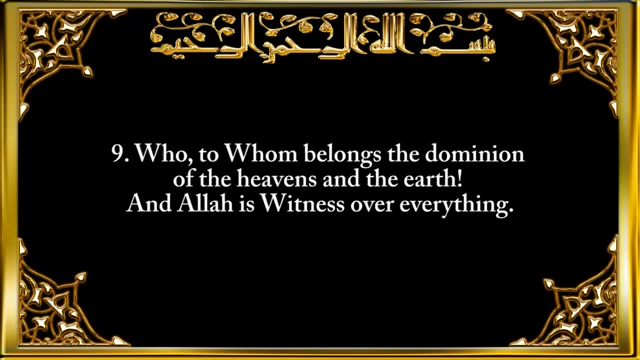 بسم الله الرحمن الرحيم
9. Who, to Whom belongs the dominion
of the heavens and the earth!
And Allah is Witness over everything.